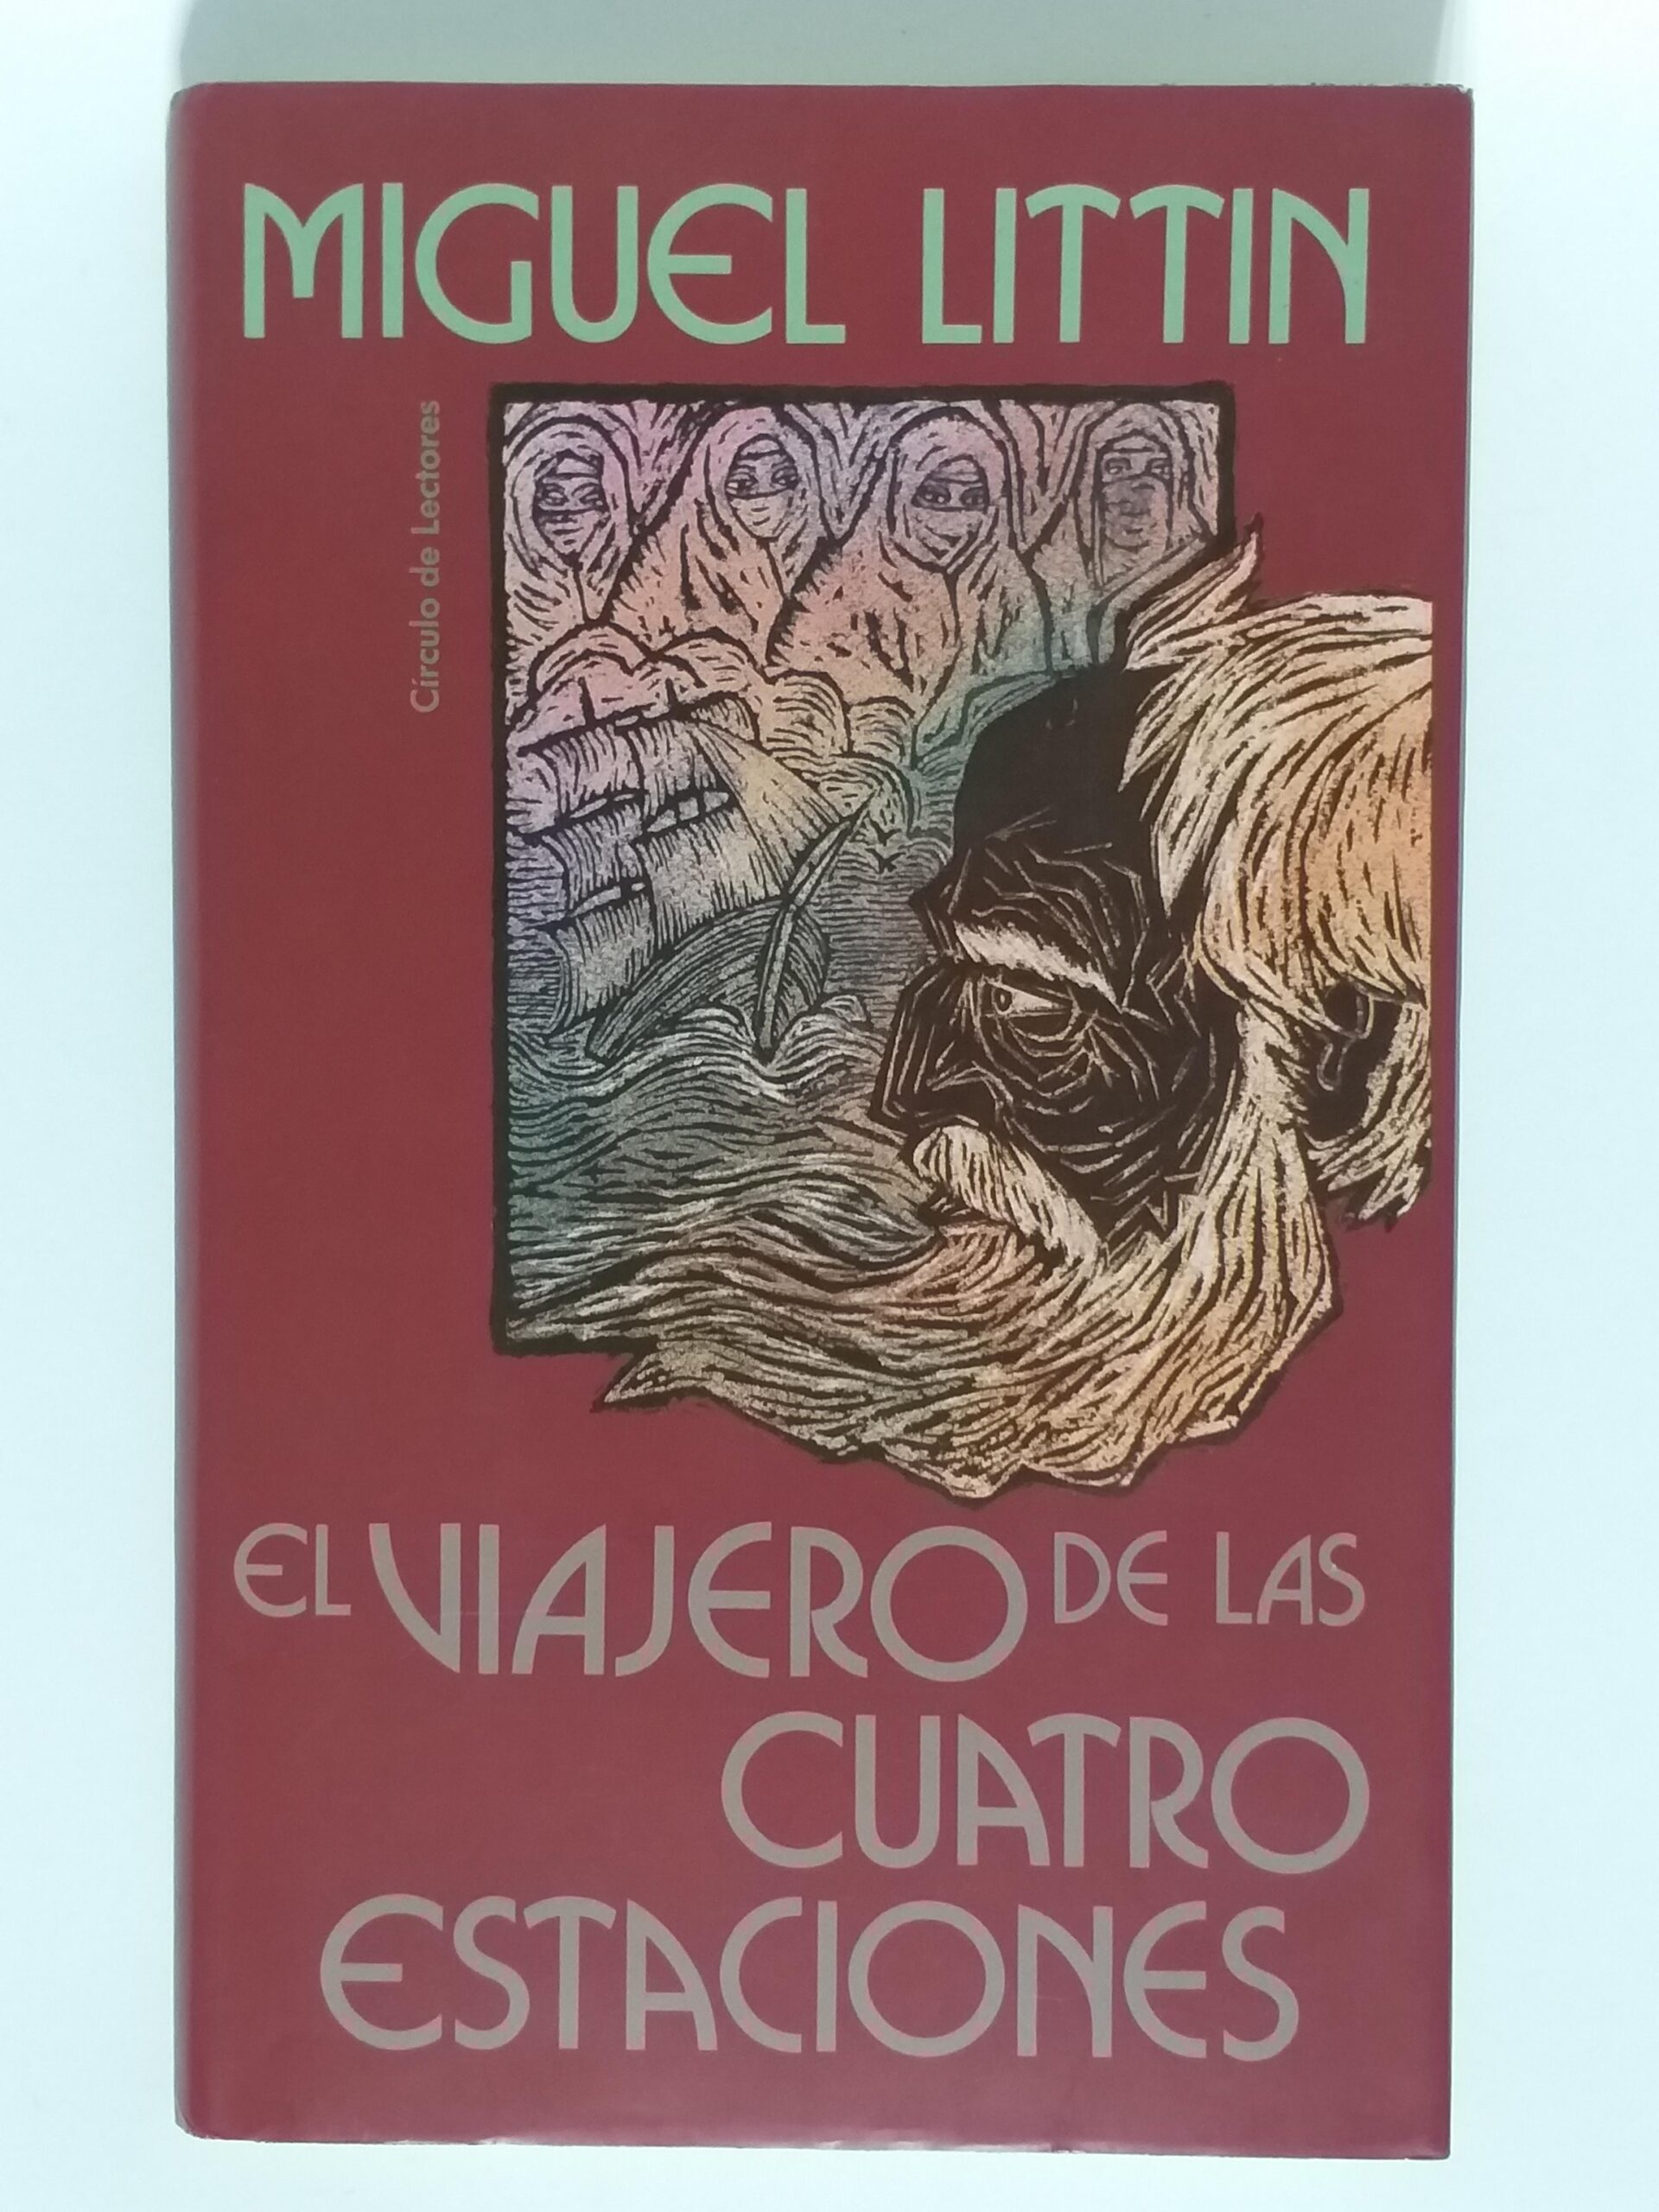 MIGUEL LITTIN
Círculo de Lectores
EL VIAJERO DE LAS
CUATRO
ESTACIONES